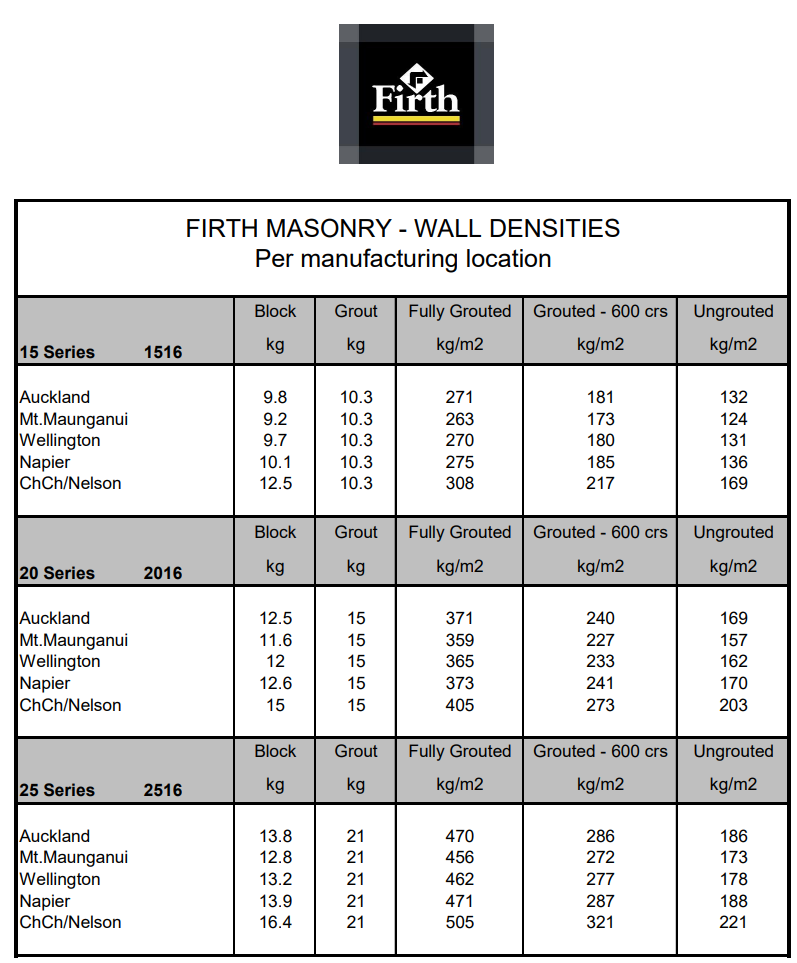 Firth
FIRTH MASONRY - WALL DENSITIES
Per manufacturing location
Block Grout Fully Grouted Grouted - 600 crs Ungrouted
15 Series 1516 kg kg kg/m2 kg/m2 kg/m2
Auckland 9.8 10.3 271 181 132
Mt.Maunganui 9.2 10.3 263 173 124
Wellington 9.7 10.3 270 180 131
Napier 10.1 10.3 275 185 136
ChCh/Nelson 12.5 10.3 308 217 169
Block Grout Fully Grouted Grouted - 600 crs Ungrouted
20 Series 2016 kg kg kg/m2 kg/m2 kg/m2
Auckland 12.5 15 371 240 169
Mt.Maunganui 11.6 15 359 227 157
Wellington 12 15 365 233 162
Napier 12.6 15 373 241 170
ChCh/Nelson 15 15 405 273 203
Block Grout Fully Grouted Grouted - 600 crs Ungrouted
25 Series 2516 kg kg kg/m2 kg/m2 kg/m2
Auckland 13.8 21 470 286 186
Mt.Maunganui 12.8 21 456 272 173
Wellington 13.2 21 462 277 178
Napier 13.9 21 471 287 188
ChCh/Nelson 16.4 21 505 321 221